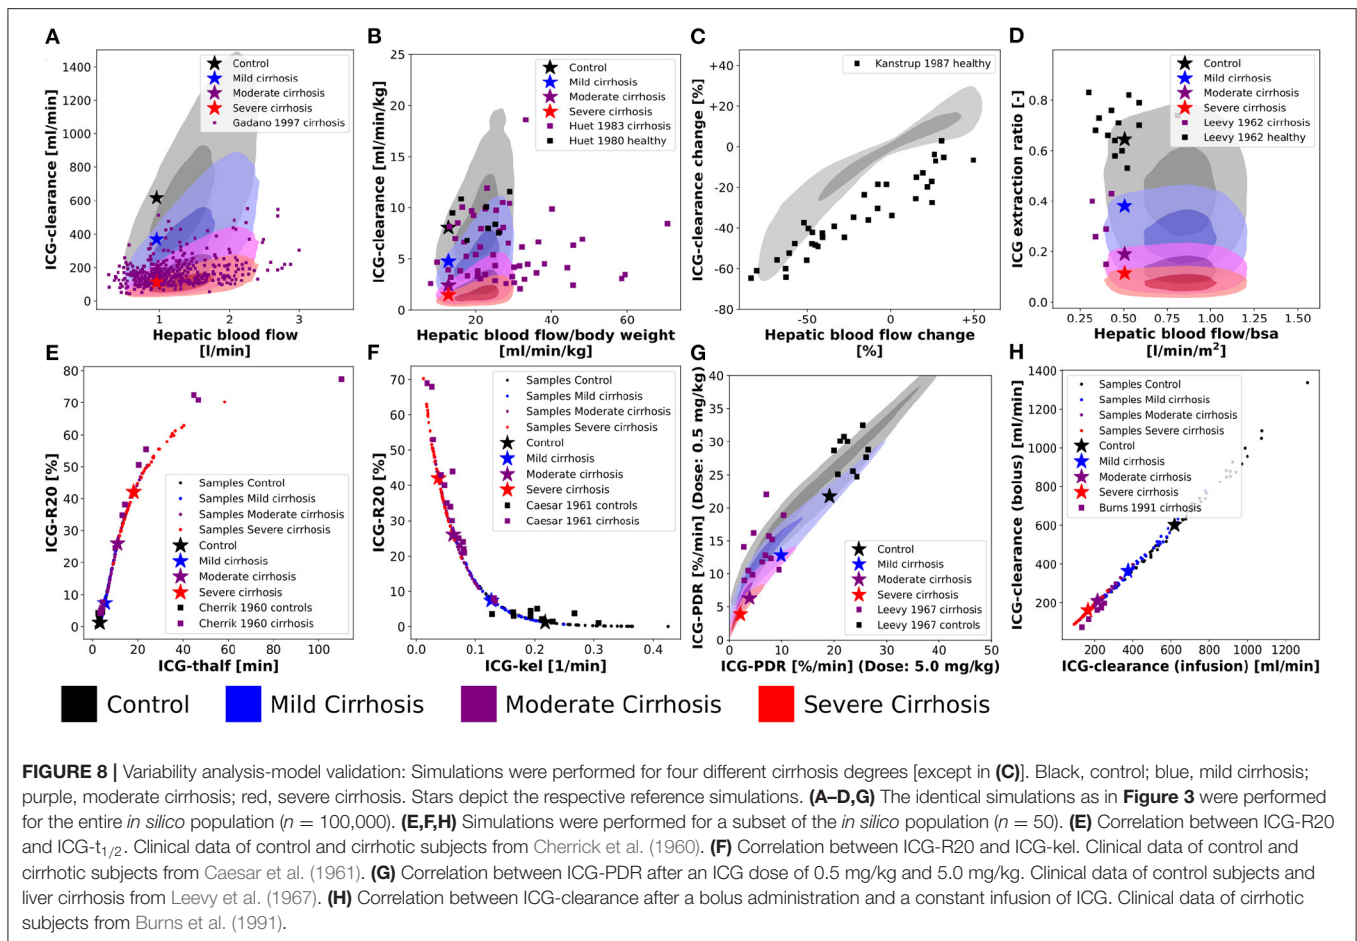 A
ICG-clearance [ml/min]
1400
1200
1000
800
600
400
200
0
1
2
3
Hepatic blood flow
[l/min]
Control
Mild cirrhosis
Moderate cirrhosis
Severe cirrhosis
Gadano 1997 cirrhosis
B
ICG-clearance [ml/min/kg]
25
20
15
10
5
0
20
40
60
Hepatic blood flow/body weight
[ml/min/kg]
Control
Mild cirrhosis
Moderate cirrhosis
Severe cirrhosis
Huet 1983 cirrhosis
Huet 1980 healthy
C
ICG-clearance change [%]
+40
+20
0
-20
-40
-60
-80
-50
0
+50
Hepatic blood flow change
[%]
Kanstrup 1987 healthy
D
ICG extraction ratio [-]
0.8
0.6
0.4
0.2
0.0
0.25
0.50
0.75
1.00
1.25
1.50
Hepatic blood flow/bsa
[l/min/m²]
Control
Mild cirrhosis
Moderate cirrhosis
Severe cirrhosis
Leevy 1962 cirrhosis
Leevy 1962 healthy
E
ICG-R20 [%]
80
70
60
50
40
30
20
10
0
0
20
40
60
80
100
ICG-thalf [min]
Samples Control
Samples Mild cirrhosis
Samples Moderate cirrhosis
Samples Severe cirrhosis
Control
Mild cirrhosis
Moderate cirrhosis
Severe cirrhosis
Cherrik 1960 controls
Cherrik 1960 cirrhosis
F
ICG-R20 [%]
70
60
50
40
30
20
10
0
0.0
0.1
0.2
0.3
0.4
ICG-kel [1/min]
Samples Control
Samples Mild cirrhosis
Samples Moderate cirrhosis
Samples Severe cirrhosis
Control
Mild cirrhosis
Moderate cirrhosis
Severe cirrhosis
Caesar 1961 controls
Caesar 1961 cirrhosis
G
ICG-PDR [%/min] (Dose: 0.5 mg/kg)
40
35
30
25
20
15
10
5
0
0
10
20
30
40
50
ICG-PDR [%/min] (Dose: 5.0 mg/kg)
Control
Mild cirrhosis
Moderate cirrhosis
Severe cirrhosis
Leevy 1967 cirrhosis
Leevy 1967 controls
H
ICG-clearance (bolus) [ml/min]
1400
1200
1000
800
600
400
200
0
200
400
600
800
1000
1200
ICG-clearance (infusion) [ml/min]
Samples Control
Samples Mild cirrhosis
Samples Moderate cirrhosis
Samples Severe cirrhosis
Control
Mild cirrhosis
Moderate cirrhosis
Severe cirrhosis
Burns 1991 cirrhosis
Control
Mild Cirrhosis
Moderate Cirrhosis
Severe Cirrhosis
FIGURE 8 | Variability analysis-model validation: Simulations were performed for four different cirrhosis degrees [except in (C)]. Black, control; blue, mild cirrhosis;
purple, moderate cirrhosis; red, severe cirrhosis. Stars depict the respective reference simulations. (A–D,G) The identical simulations as in Figure 3 were performed
for the entire in silico population (n = 100,000). (E,F,H) Simulations were performed for a subset of the in silico population (n = 50). (E) Correlation between ICG-R20
and ICG-t1/2. Clinical data of control and cirrhotic subjects from Cherrick et al. (1960). (F) Correlation between ICG-R20 and ICG-kel. Clinical data of control and
cirrhotic subjects from Caesar et al. (1961). (G) Correlation between ICG-PDR after an ICG dose of 0.5 mg/kg and 5.0 mg/kg. Clinical data of control subjects and
liver cirrhosis from Leevy et al. (1967). (H) Correlation between ICG-clearance after a bolus administration and a constant infusion of ICG. Clinical data of cirrhotic
subjects from Burns et al. (1991).